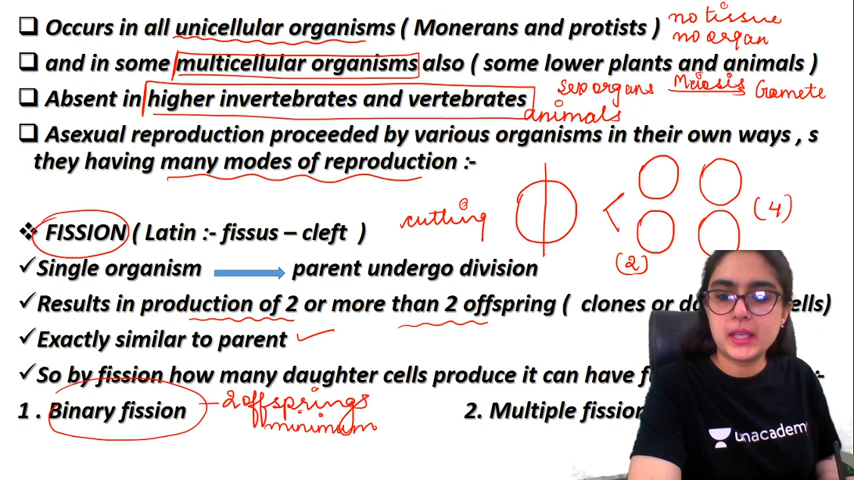 ❑ Occurs in all unicellular organisms ( Monerans and protists ) no tissue
no organ
❑ and in some multicellular organisms also ( some lower plants and animals )
❑ Absent in higher invertebrates and vertebrates sex organs Meiosis Gamete
animals
❑ Asexual reproduction proceeded by various organisms in their own ways , s
they having many modes of reproduction :-
(4)
cutting
❖ FISSION ( Latin :- fissus – cleft )
(2)
✓ Single organism → parent undergo division
✓ Results in production of 2 or more than 2 offspring ( clones or da ells)
✓ Exactly similar to parent
✓ So by fission how many daughter cells produce it can have :-
1 . Binary fission – 2 offsprings 2. Multiple fission
minimum
unacademy